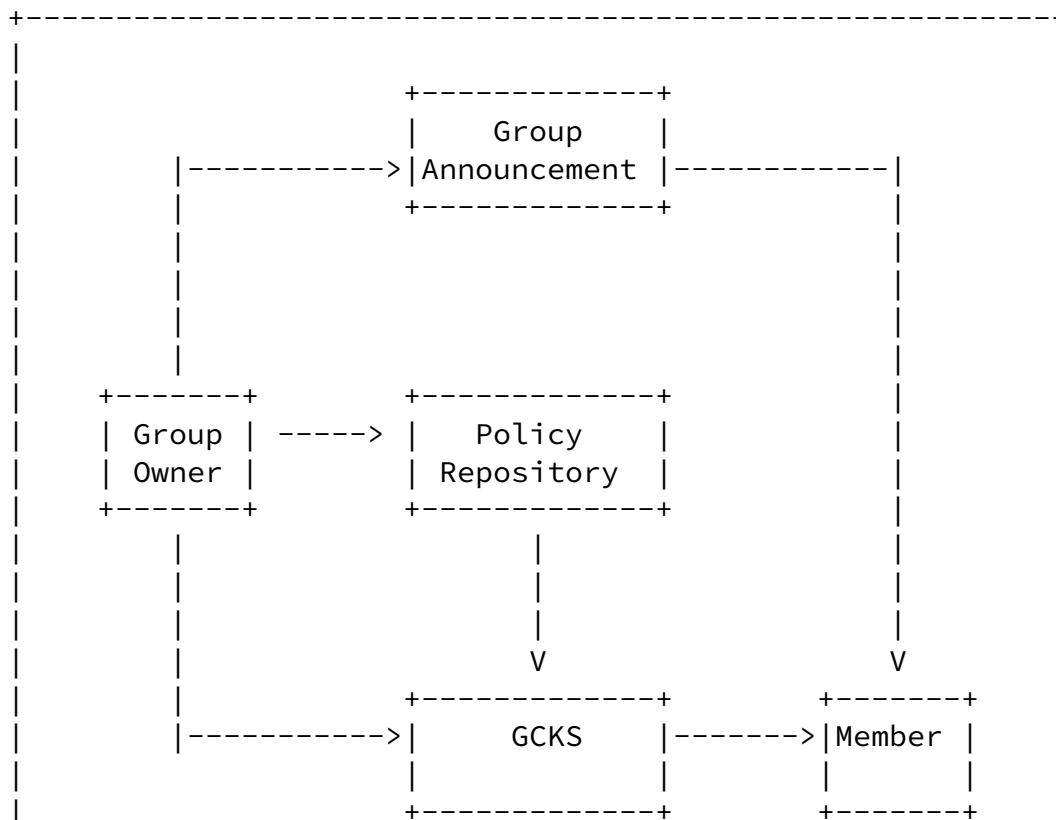 Group
Announcement
Group
Owner
Policy
Repository
V
V
GCKS
Member